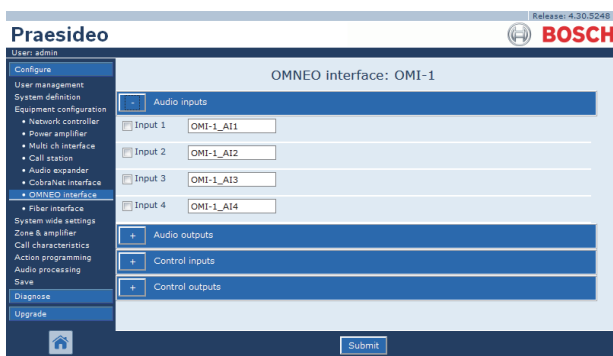 Release: 4.30.5248
Praesideo
BOSCH
User: admin
Configure
User management
System definition
Equipment configuration
• Network controller
• Power amplifier
• Multi ch interface
• Call station
• Audio expander
• CobraNet interface
• OMNEO interface
• Fiber interface
System wide settings
Zone & amplifier
Call characteristics
Action programming
Audio processing
Save
Diagnose
Upgrade
OMNEO interface: OMI-1
- Audio inputs
Input 1 OMI-1_AI1
Input 2 OMI-1_AI2
Input 3 OMI-1_AI3
Input 4 OMI-1_AI4
+ Audio outputs
+ Control inputs
+ Control outputs
Submit